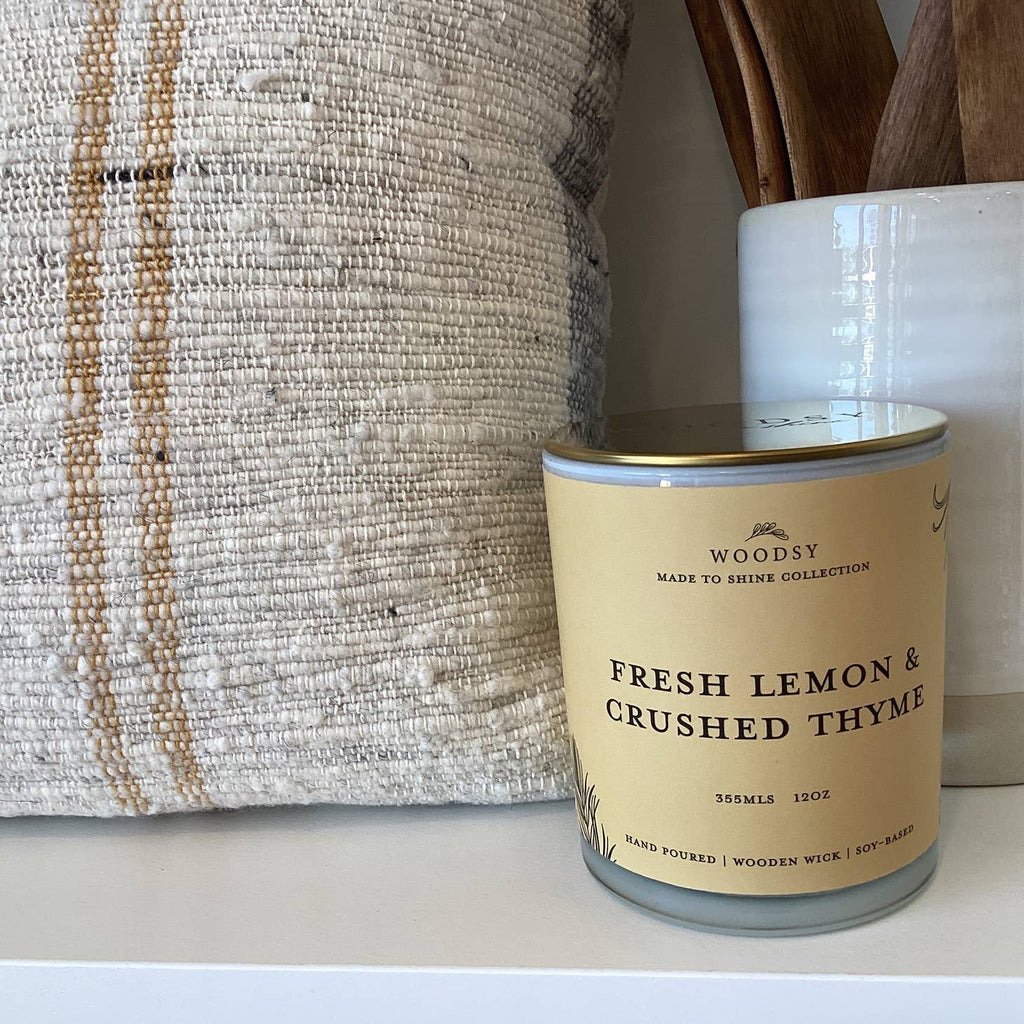 WOODSY
MADE TO SHINE COLLECTION
FRESH LEMON &
CRUSHED THYME
355MLS 12OZ
HAND POURED | WOODEN WICK | SOY-BASED